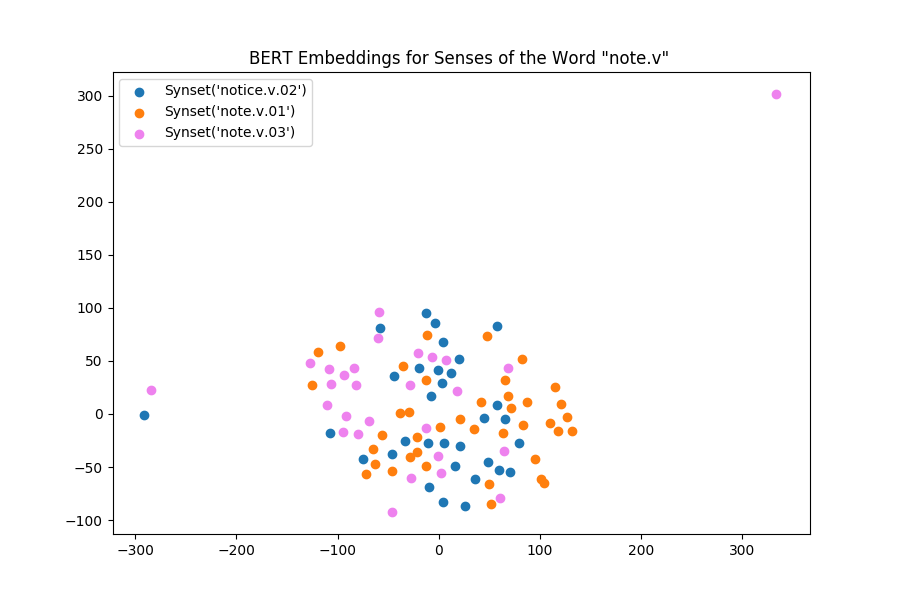 BERT Embeddings for Senses of the Word "note.v"
Synset('notice.v.02')
Synset('note.v.01')
Synset('note.v.03')
300
250
200
150
100
50
0
−50
−100
−300 −200 −100 0 100 200 300